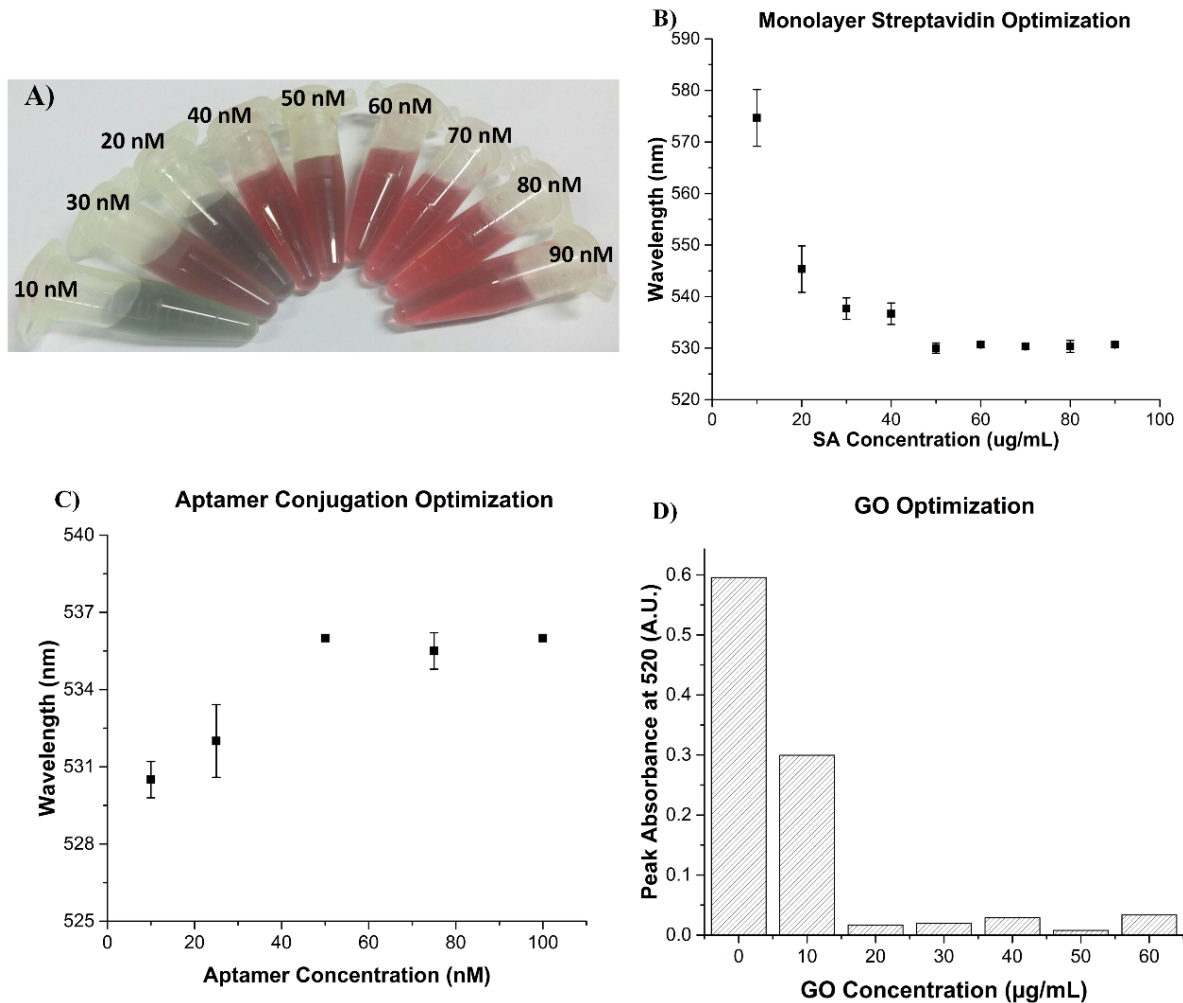 A)
10 nM
30 nM
20 nM
40 nM
50 nM
60 nM
70 nM
80 nM
90 nM
B)
Monolayer Streptavidin Optimization
Wavelength (nm)
590
580
570
560
550
540
530
520
0 20 40 60 80 100
SA Concentration (ug/mL)
C)
Aptamer Conjugation Optimization
Wavelength (nm)
540
537
534
531
528
525
0 20 40 60 80 100
Aptamer Concentration (nM)
D)
GO Optimization
Peak Absorbance at 520 (A.U.)
0.6
0.5
0.4
0.3
0.2
0.1
0.0
0 10 20 30 40 50 60
GO Concentration (μg/mL)